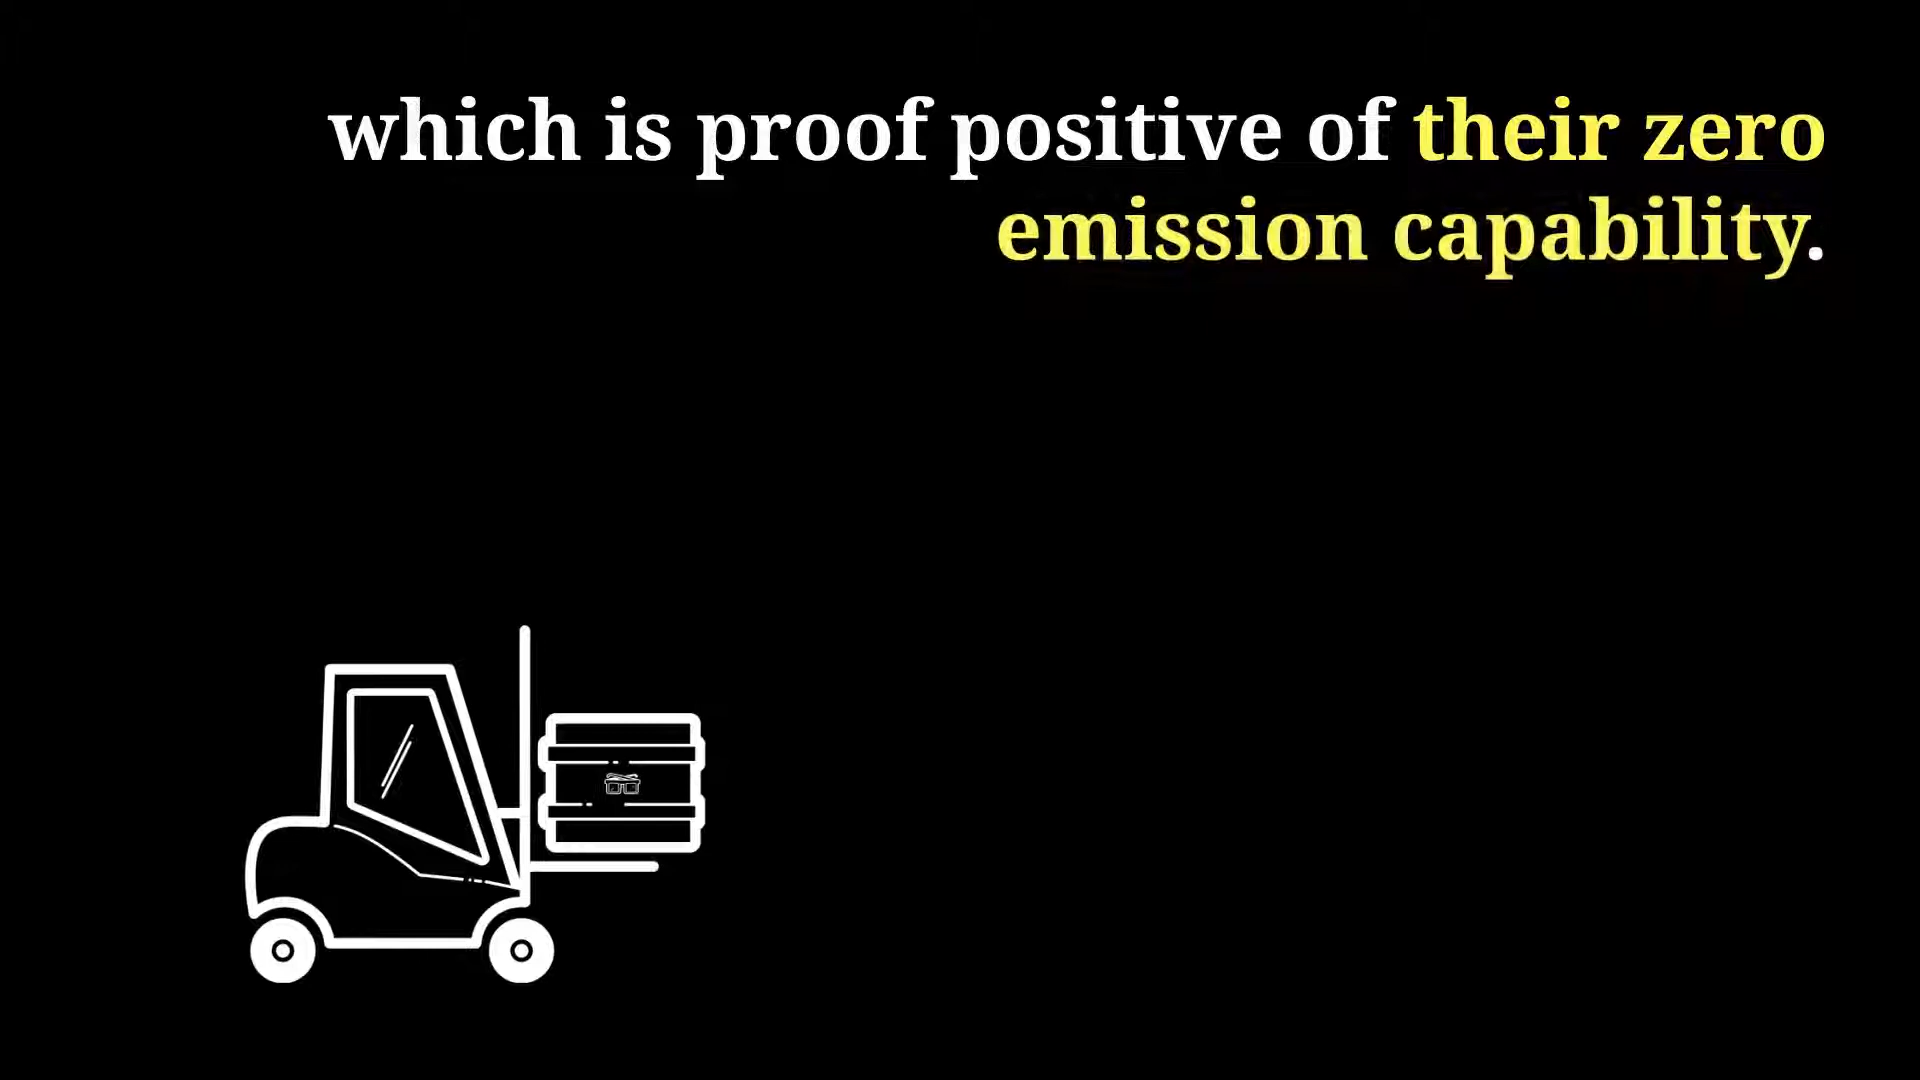 which is proof positive of their zero
emission capability.